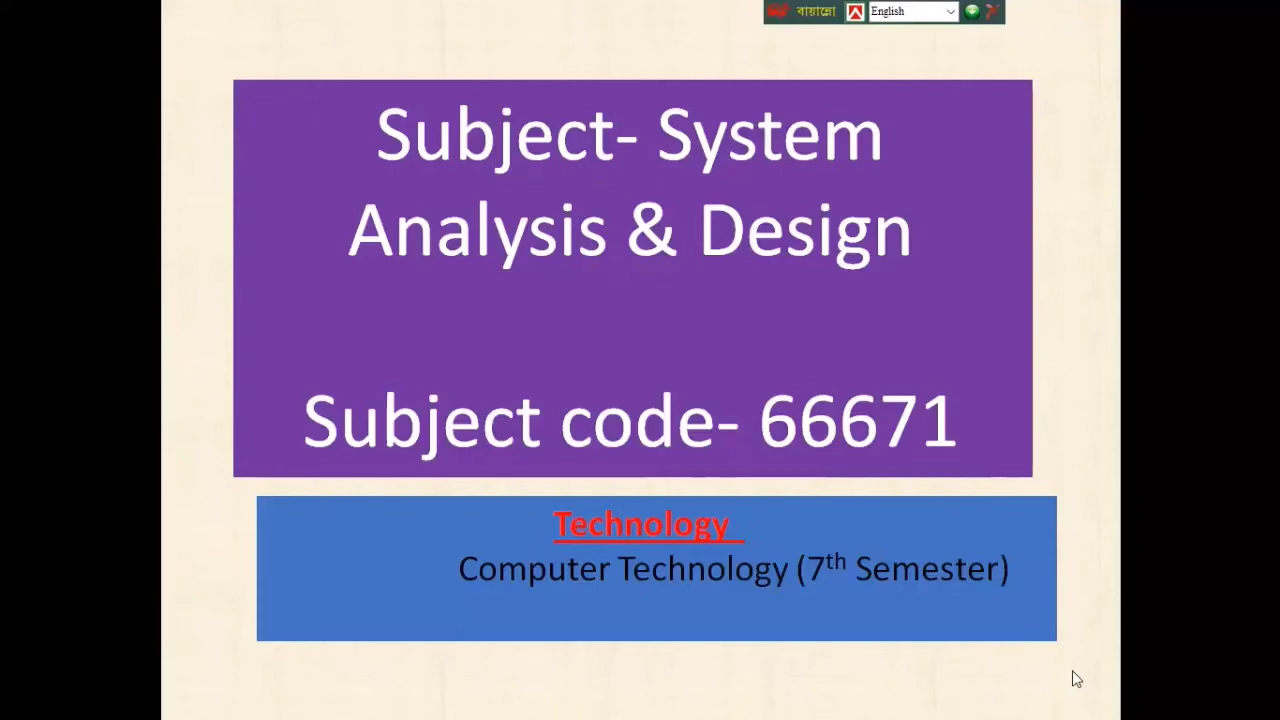 বায়ান্নো English
Subject- System
Analysis & Design
Subject code- 66671
Technology
Computer Technology (7th Semester)